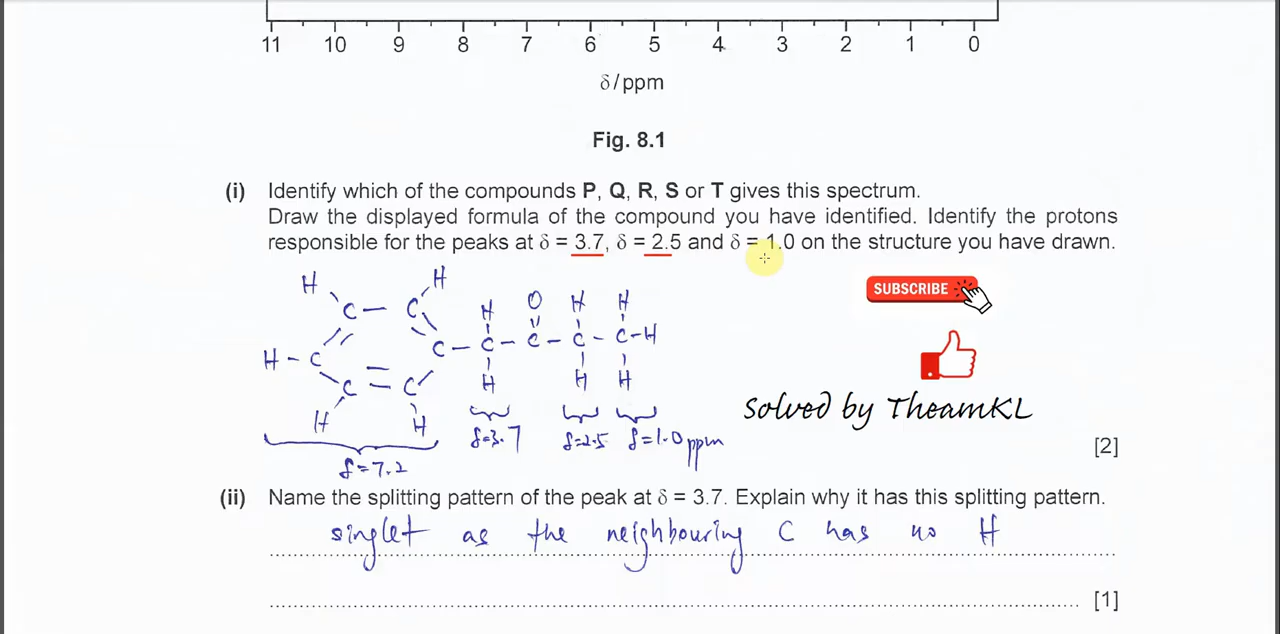 11 10 9 8 7 6 5 4 3 2 1 0
δ/ppm
Fig. 8.1
(i) Identify which of the compounds P, Q, R, S or T gives this spectrum.
Draw the displayed formula of the compound you have identified. Identify the protons
responsible for the peaks at δ = 3.7, δ = 2.5 and δ = 1.0 on the structure you have drawn.
H H
C C H O H H
H C C C C C C H
C C H H H
H H
δ=3.7 δ=2.5 δ=1.0 ppm
δ=7.2
SUBSCRIBE
Solved by TheamKL
[2]
(ii) Name the splitting pattern of the peak at δ = 3.7. Explain why it has this splitting pattern.
singlet as the neighbouring C has no H
[1]